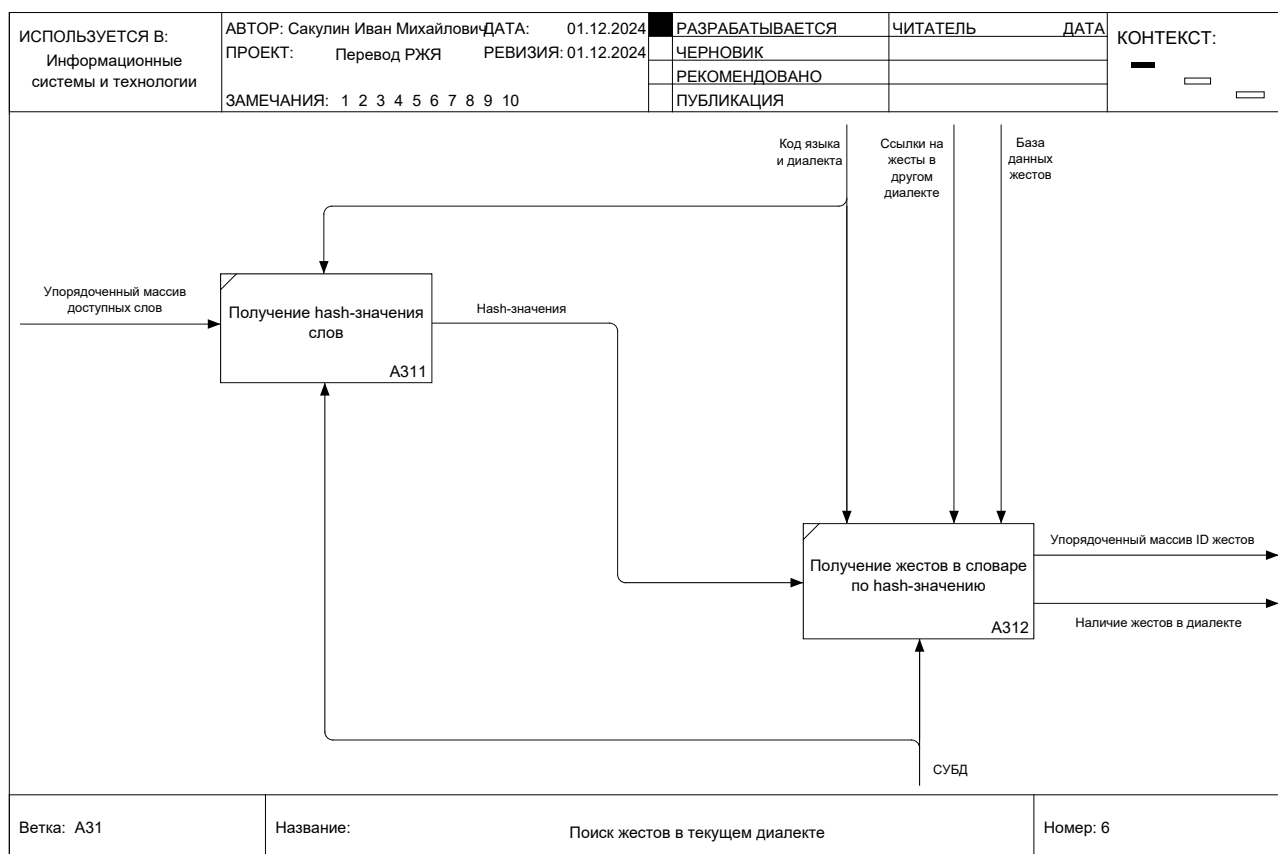 ИСПОЛЬЗУЕТСЯ В:
Информационные
системы и технологии
АВТОР: Сакулин Иван Михайлович ДАТА: 01.12.2024
ПРОЕКТ: Перевод РЖЯ РЕВИЗИЯ: 01.12.2024
ЗАМЕЧАНИЯ: 1 2 3 4 5 6 7 8 9 10
РАЗРАБАТЫВАЕТСЯ
ЧЕРНОВИК
РЕКОМЕНДОВАНО
ПУБЛИКАЦИЯ
ЧИТАТЕЛЬ ДАТА
КОНТЕКСТ:
Код языка
и диалекта
Ссылки на
жесты в
другом
диалекте
База
данных
жестов
Упорядоченный массив
доступных слов
Получение hash-значения
слов
A311
Hash-значения
Получение жестов в словаре
по hash-значению
A312
Упорядоченный массив ID жестов
Наличие жестов в диалекте
СУБД
Ветка: A31
Название: Поиск жестов в текущем диалекте
Номер: 6